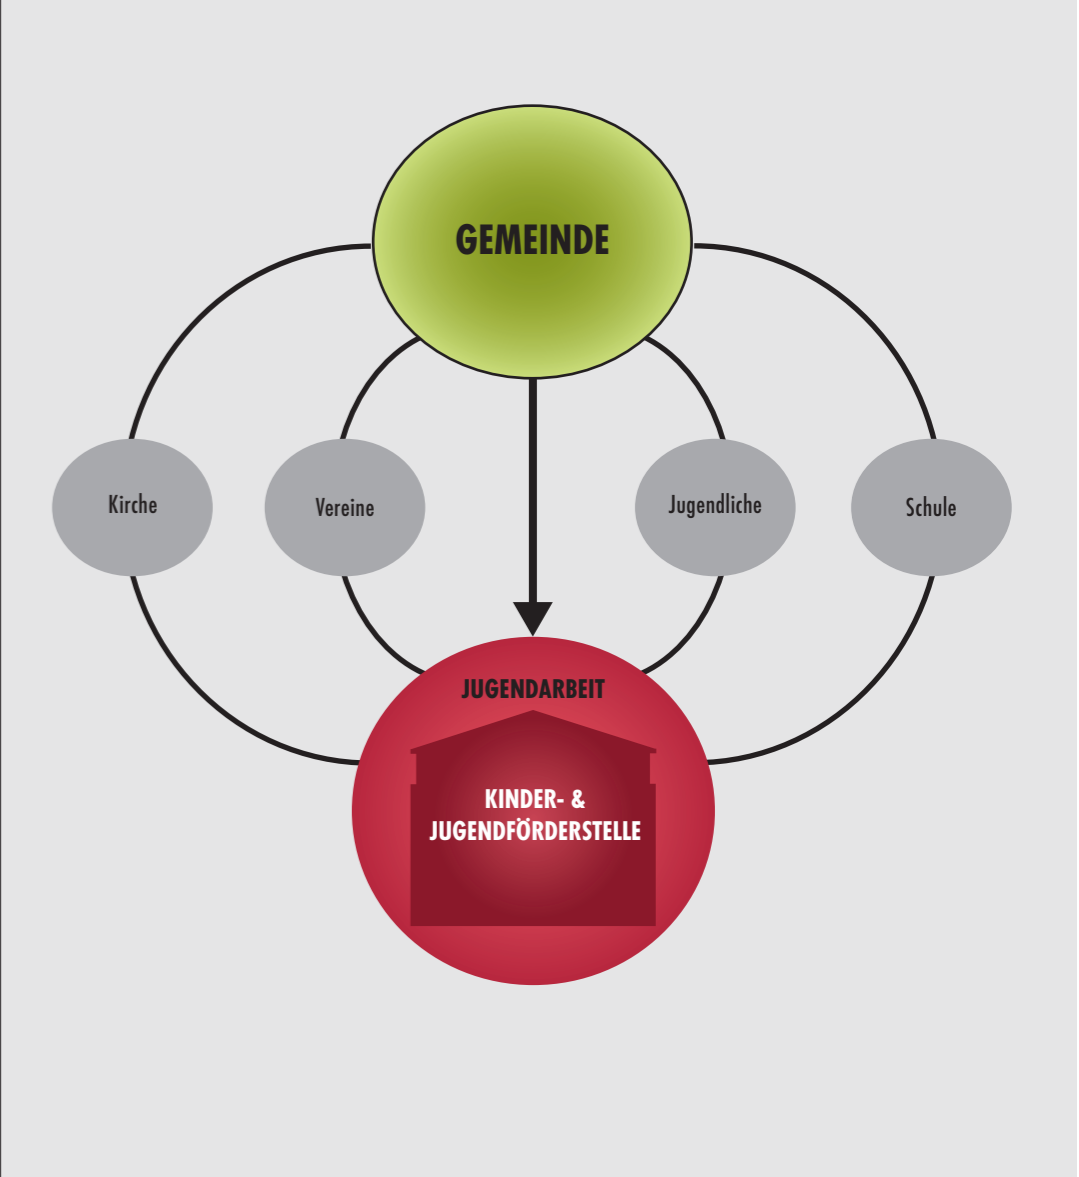 GEMEINDE
Kirche
Vereine
Jugendliche
Schule
JUGENDARBEIT
KINDER- &
JUGENDFÖRDERSTELLE